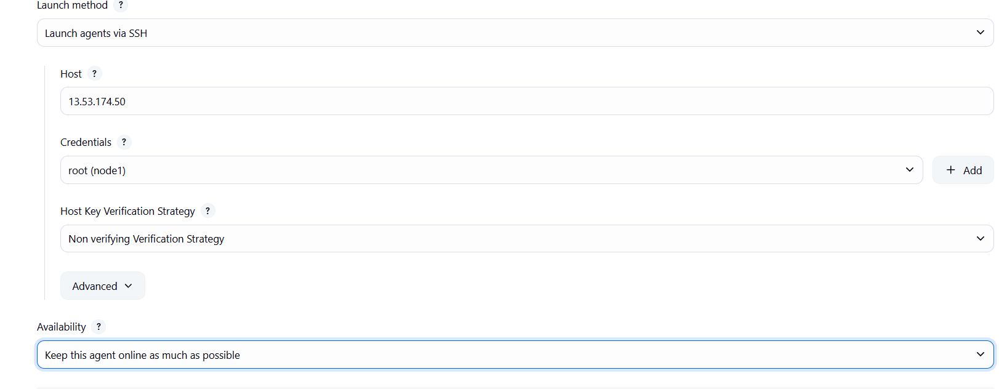 Launch method ?
Launch agents via SSH
Host ?
13.53.174.50
Credentials ?
root (node1)
+ Add
Host Key Verification Strategy ?
Non verifying Verification Strategy
Advanced
Availability ?
Keep this agent online as much as possible